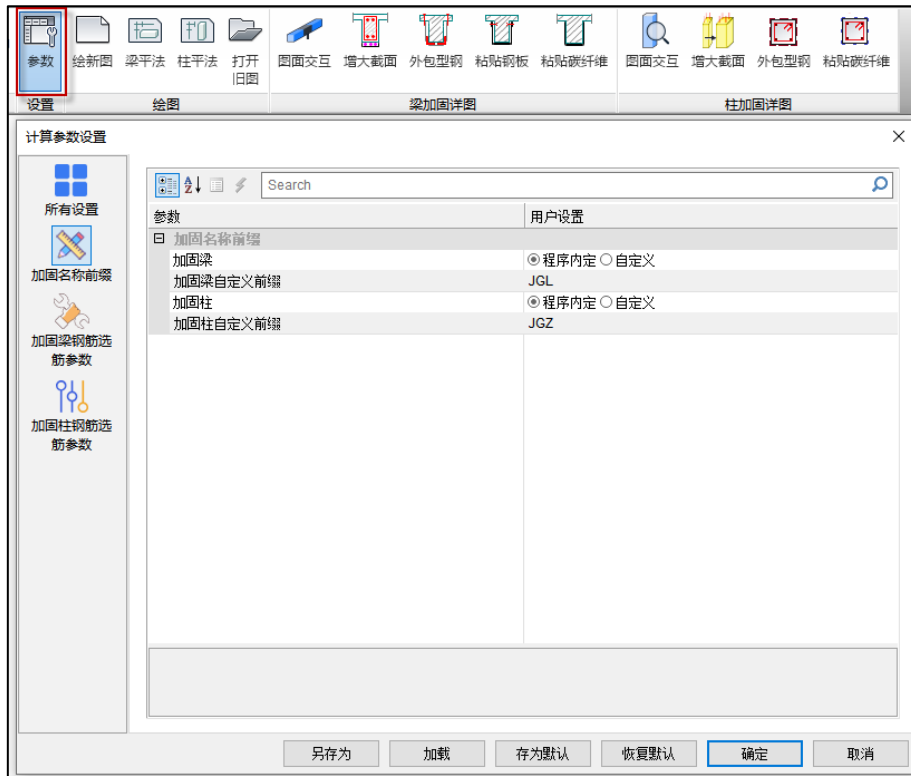 参数 绘新图 梁平法 柱平法 打开旧图 图面交互 增大截面 外包型钢 粘贴钢板 粘贴碳纤维 图面交互 增大截面 外包型钢 粘贴碳纤维
设置 绘图 梁加固详图 柱加固详图
计算参数设置
所有设置
加固名称前缀
加固梁钢筋选
筋参数
加固柱钢筋选
筋参数
Search
参数 用户设置
加固名称前缀
加固梁 程序内定 自定义
加固梁自定义前缀 JGL
加固柱 程序内定 自定义
加固柱自定义前缀 JGZ
另存为 加载 存为默认 恢复默认 确定 取消